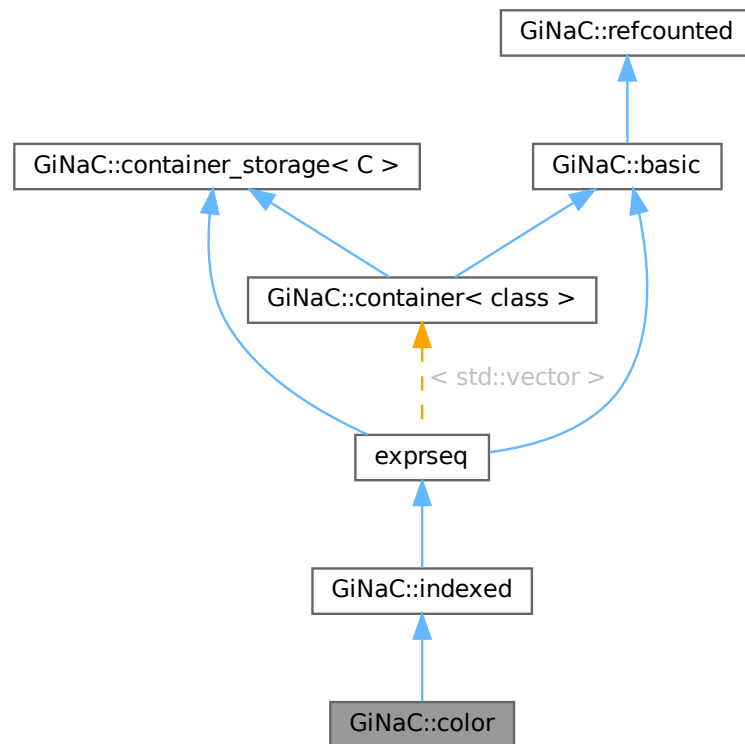 GiNaC::refcounted
GiNaC::container_storage< C >
GiNaC::basic
GiNaC::container< class >
< std::vector >
exprseq
GiNaC::indexed
GiNaC::color